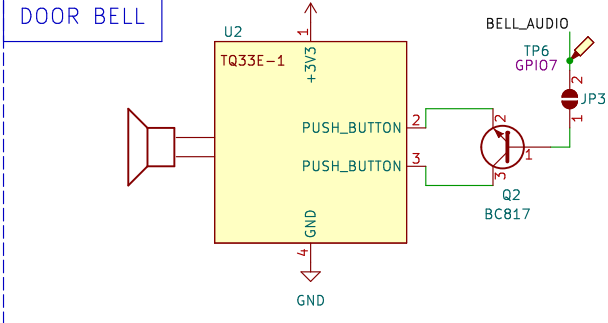 DOOR BELL
BELL_AUDIO
U2
1
TQ33E-1
+3V3
TP6
GPIO7
2
JP3
1
PUSH_BUTTON
2
2
PUSH_BUTTON
3
1
3
Q2
BC817
GND
4
GND